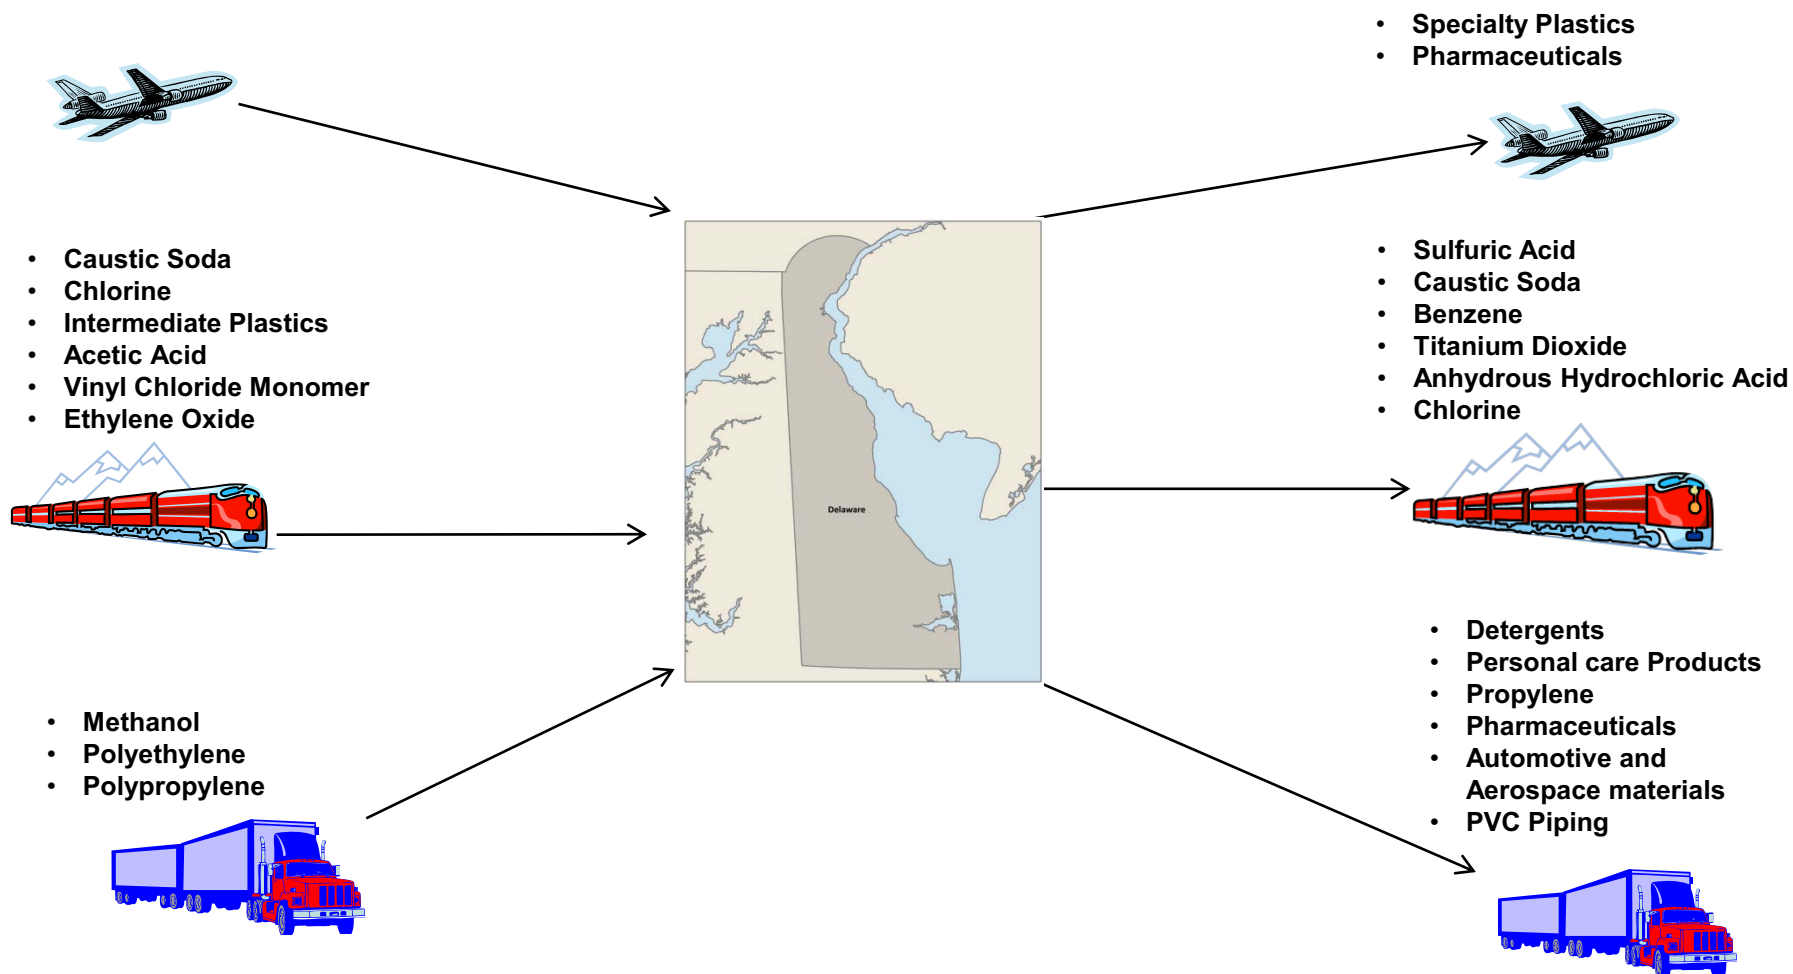 • Specialty Plastics
• Pharmaceuticals
• Caustic Soda
• Chlorine
• Intermediate Plastics
• Acetic Acid
• Vinyl Chloride Monomer
• Ethylene Oxide
• Sulfuric Acid
• Caustic Soda
• Benzene
• Titanium Dioxide
• Anhydrous Hydrochloric Acid
• Chlorine
Delaware
• Methanol
• Polyethylene
• Polypropylene
• Detergents
• Personal care Products
• Propylene
• Pharmaceuticals
• Automotive and
Aerospace materials
• PVC Piping